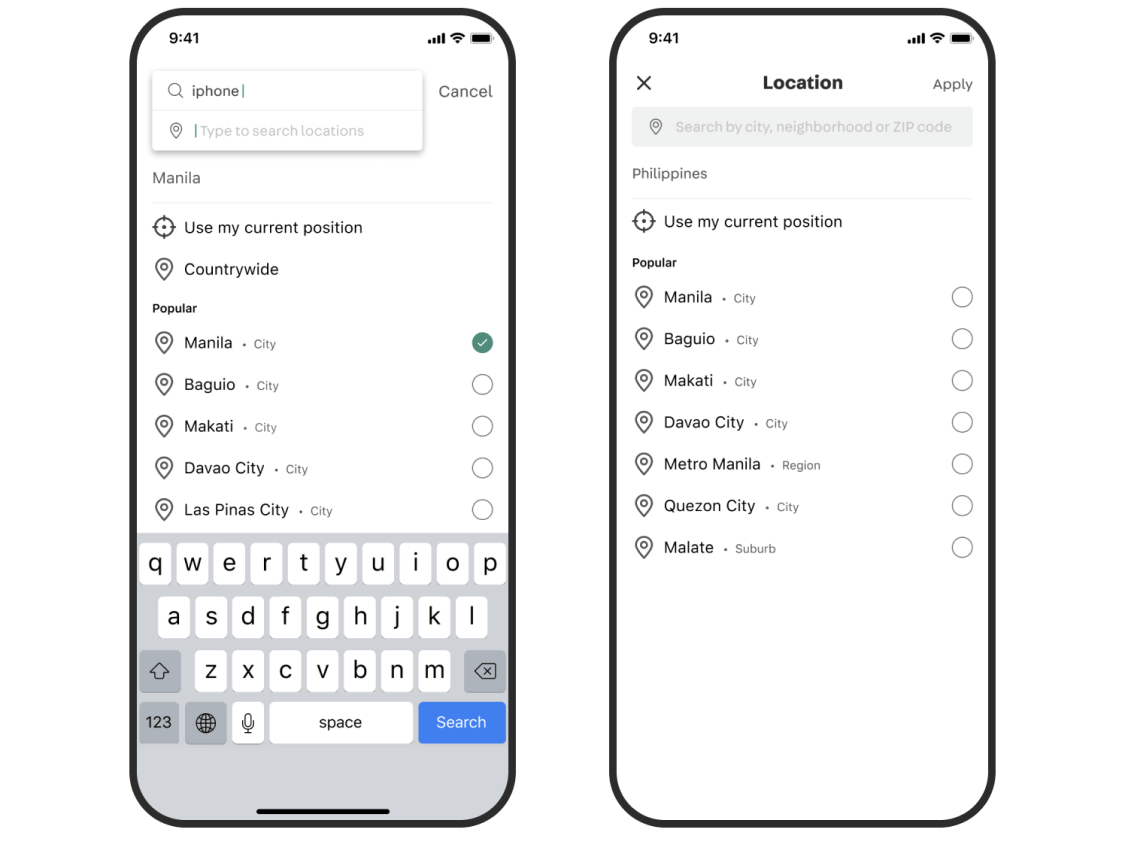 9:41
iphone
Cancel
Type to search locations
Manila
Use my current position
Countrywide
Popular
Manila • City
Baguio • City
Makati • City
Davao City • City
Las Pinas City • City
q w e r t y u i o p
a s d f g h j k l
z x c v b n m
123 space Search
9:41
Location
Apply
Search by city, neighborhood or ZIP code
Philippines
Use my current position
Popular
Manila • City
Baguio • City
Makati • City
Davao City • City
Metro Manila • Region
Quezon City • City
Malate • Suburb